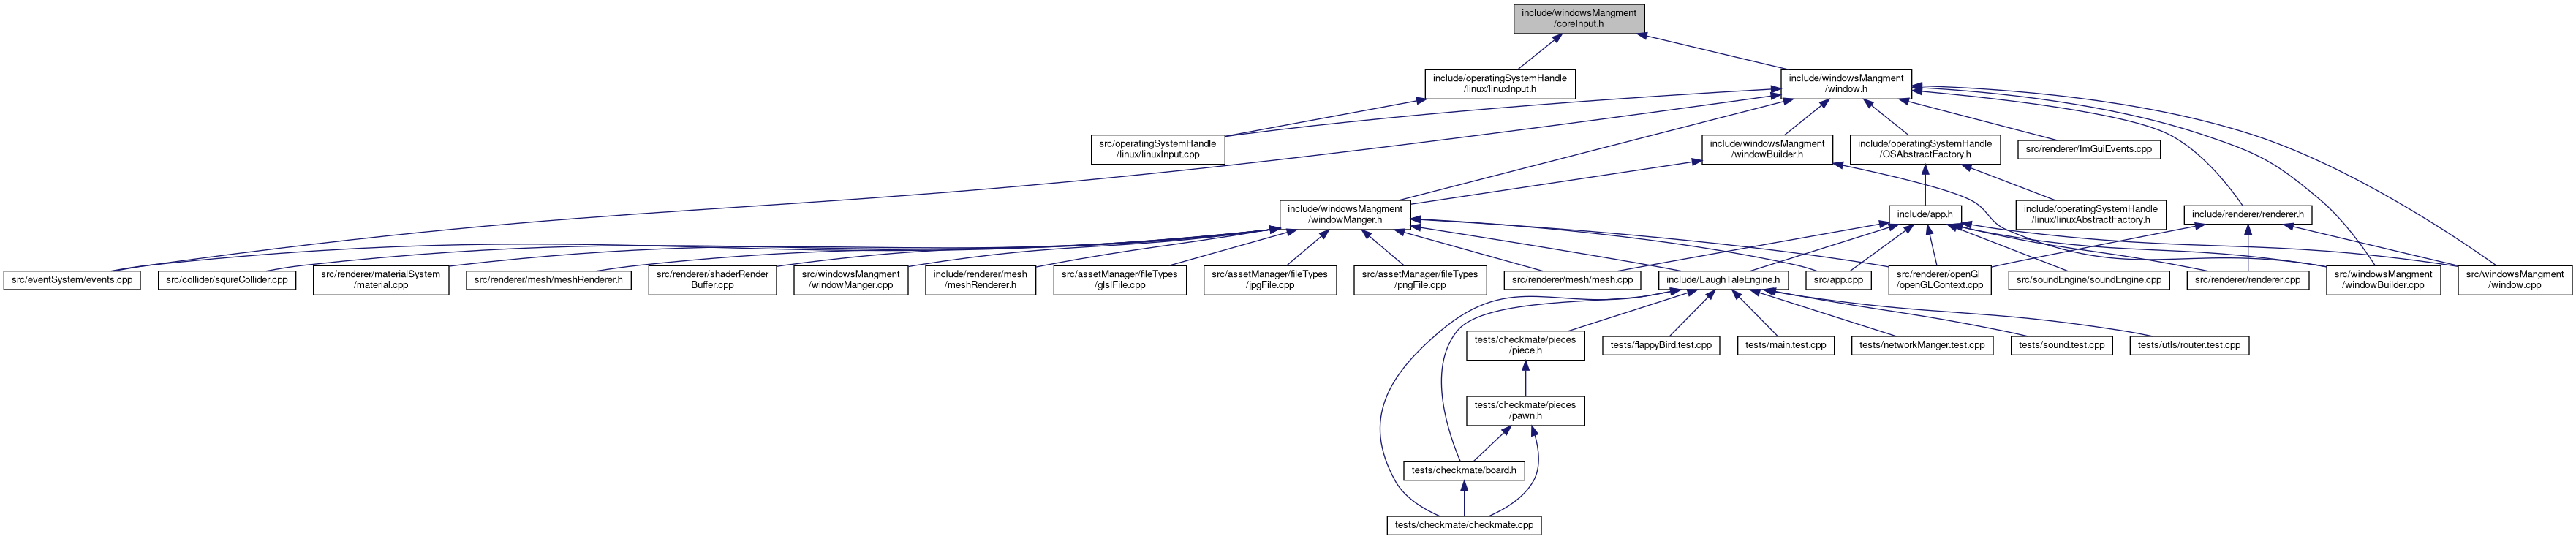 include/windowsMangment
/coreInput.h
include/operatingSystemHandle
/linux/linuxInput.h
include/windowsMangment
/window.h
src/operatingSystemHandle
/linux/linuxInput.cpp
include/windowsMangment
/windowBuilder.h
include/operatingSystemHandle
/OSAbstractFactory.h
src/renderer/ImGuiEvents.cpp
include/windowsMangment
/windowManger.h
include/app.h
include/operatingSystemHandle
/linux/linuxAbstractFactory.h
include/renderer/renderer.h
src/eventSystem/events.cpp
src/collider/squreCollider.cpp
src/renderer/materialSystem
/material.cpp
src/renderer/mesh/meshRenderer.h
src/renderer/shaderRender
Buffer.cpp
src/windowsMangment
/windowManger.cpp
include/renderer/mesh
/meshRenderer.h
src/assetManager/fileTypes
/glslFile.cpp
src/assetManager/fileTypes
/jpgFile.cpp
src/assetManager/fileTypes
/pngFile.cpp
src/renderer/mesh/mesh.cpp
include/LaughTaleEngine.h
src/app.cpp
src/renderer/openGl
/openGLContext.cpp
src/soundEngine/soundEngine.cpp
src/renderer/renderer.cpp
src/windowsMangment
/windowBuilder.cpp
src/windowsMangment
/window.cpp
tests/checkmate/pieces
/piece.h
tests/flappyBird.test.cpp
tests/main.test.cpp
tests/networkManger.test.cpp
tests/sound.test.cpp
tests/utls/router.test.cpp
tests/checkmate/pieces
/pawn.h
tests/checkmate/board.h
tests/checkmate/checkmate.cpp